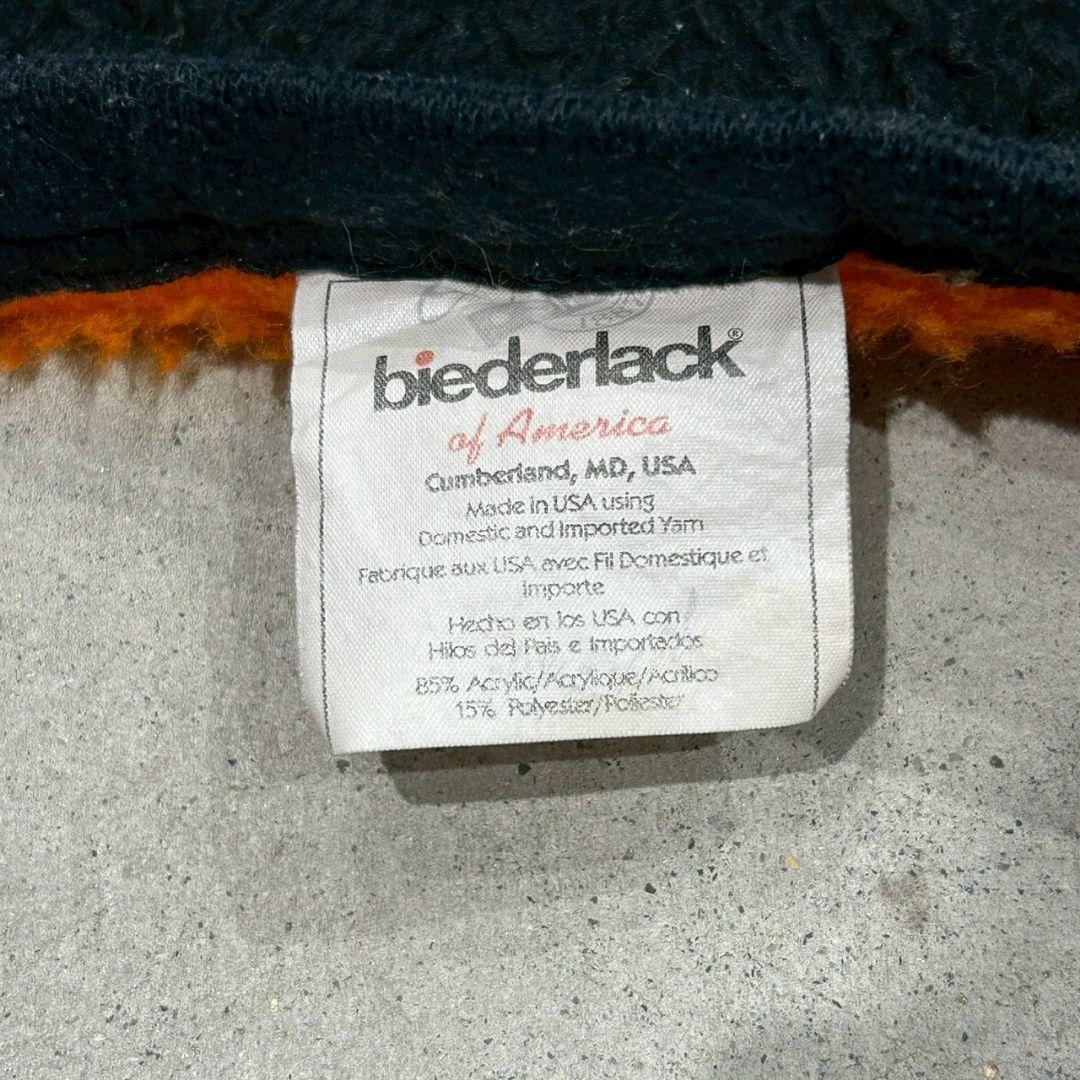 biederlack®
of America
Cumberland, MD, USA
Made in USA using
Domestic and Imported Yarn
Fabrique aux USA avec Fil Domestique et
Importe
Hecho en los USA con
Hilos del Pais e Importados
85% Acrylic/Acrylique/Acrilico
15% Polyester/Poliester